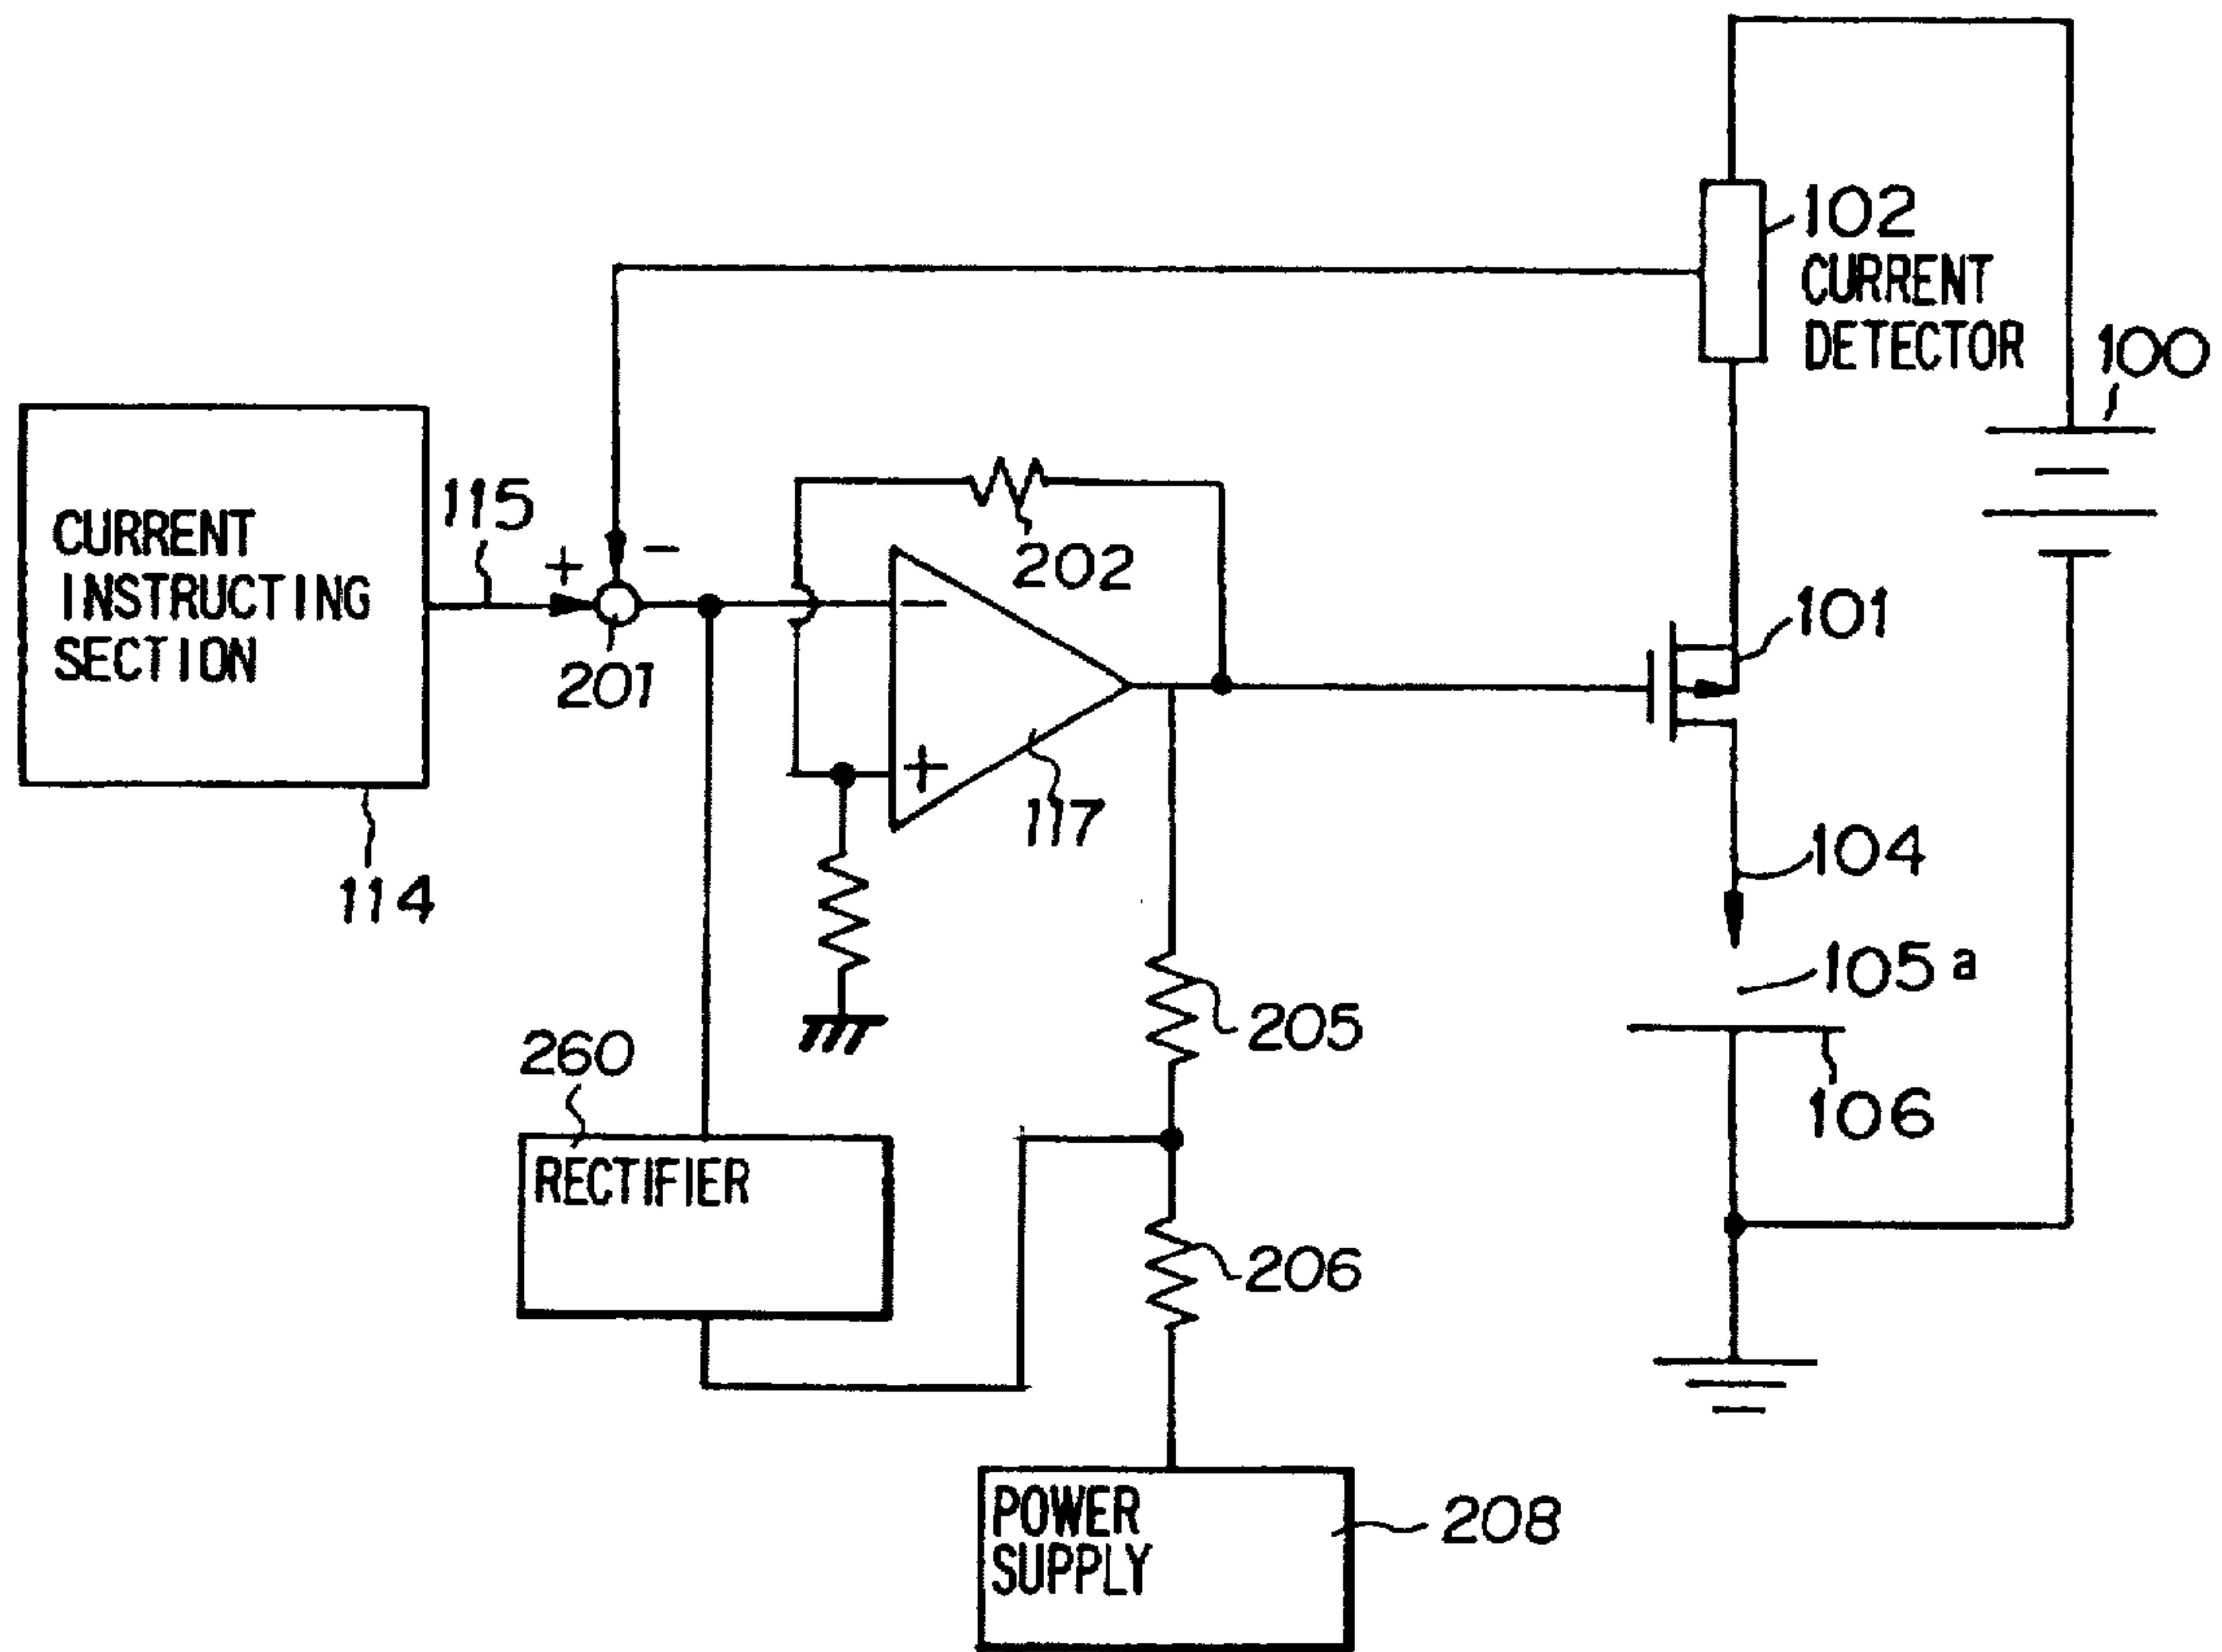 102
CURRENT
DETECTOR
100
CURRENT
INSTRUCTING
SECTION
115
+
-
201
202
-
+
117
101
114
104
105a
106
205
260
RECTIFIER
206
POWER
SUPPLY
208